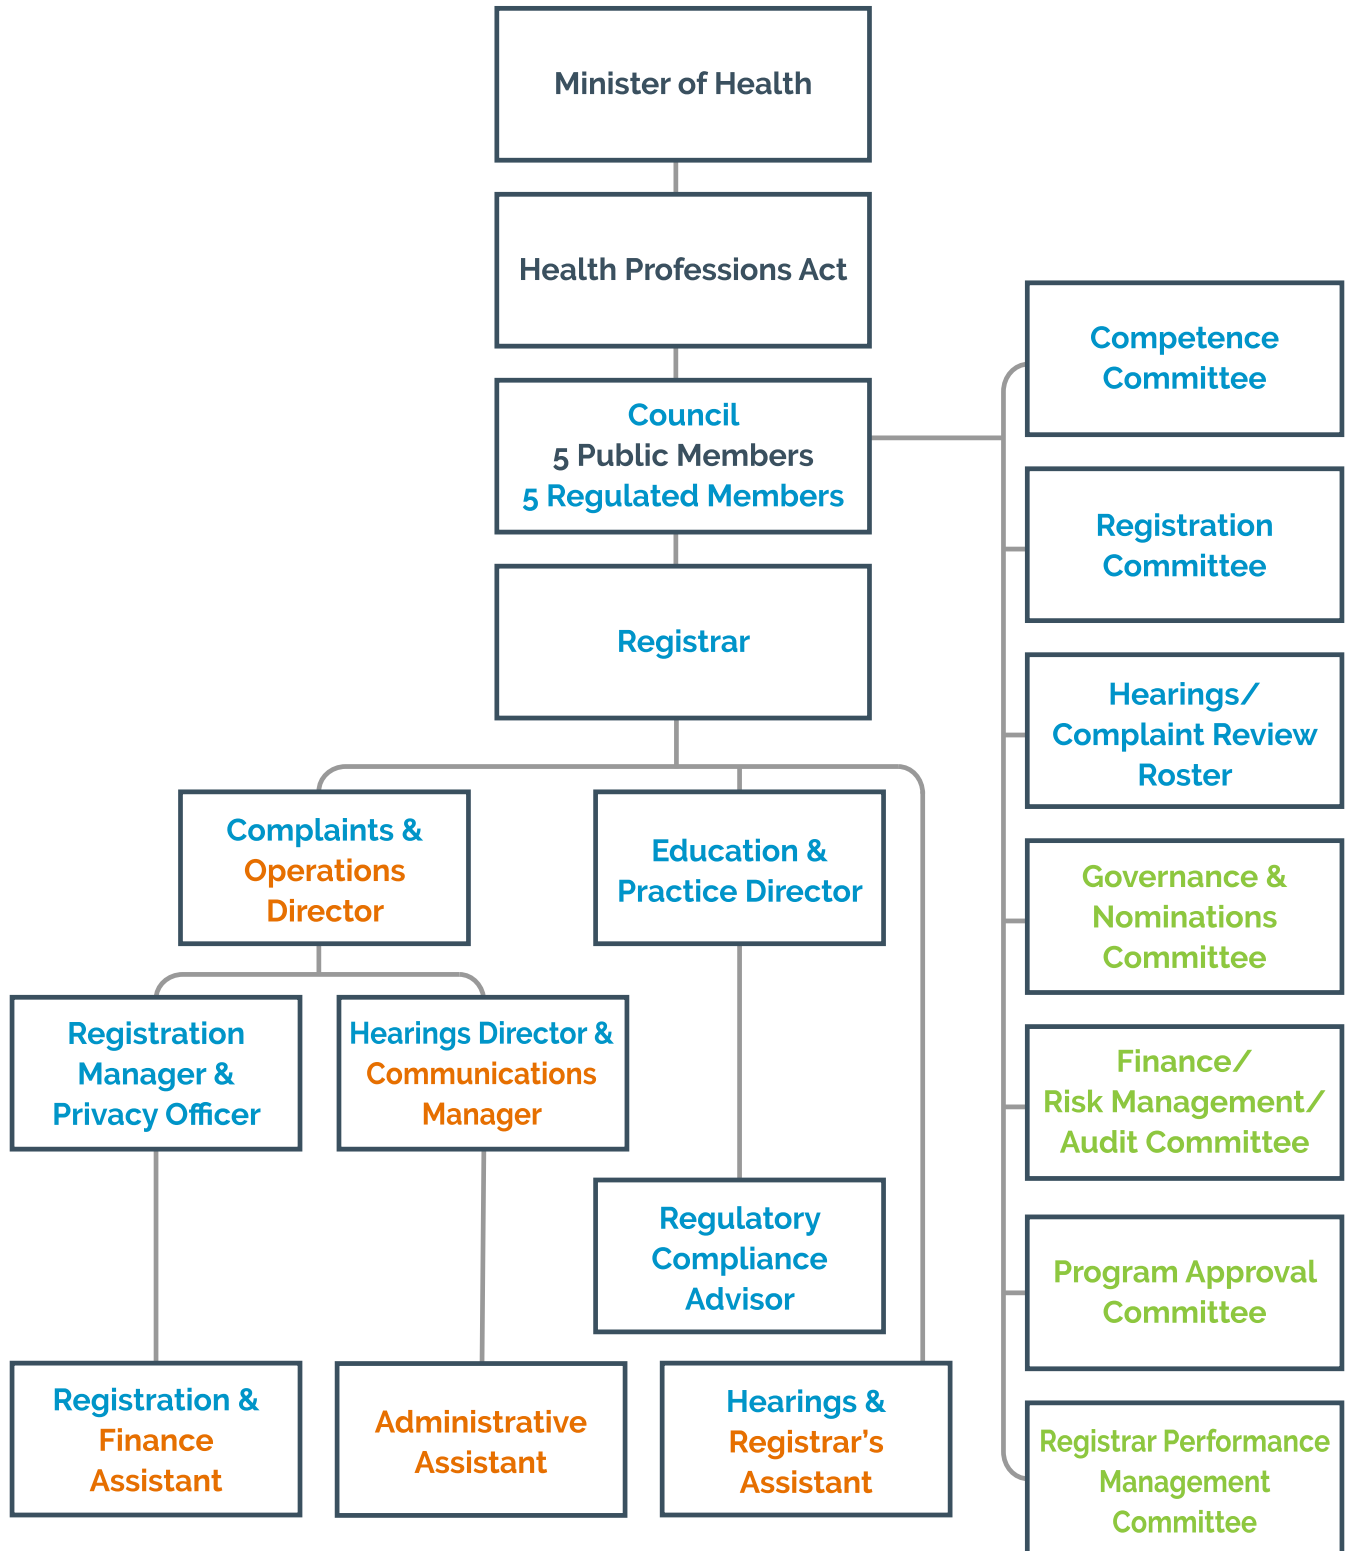 Minister of Health
Health Professions Act
Council
5 Public Members
5 Regulated Members
Registrar
Complaints &
Operations
Director
Education &
Practice Director
Registration
Manager &
Privacy Officer
Hearings Director &
Communications
Manager
Regulatory
Compliance
Advisor
Registration &
Finance
Assistant
Administrative
Assistant
Hearings &
Registrar’s
Assistant
Competence
Committee
Registration
Committee
Hearings/
Complaint Review
Roster
Governance &
Nominations
Committee
Finance/
Risk Management/
Audit Committee
Program Approval
Committee
Registrar Performance
Management
Committee